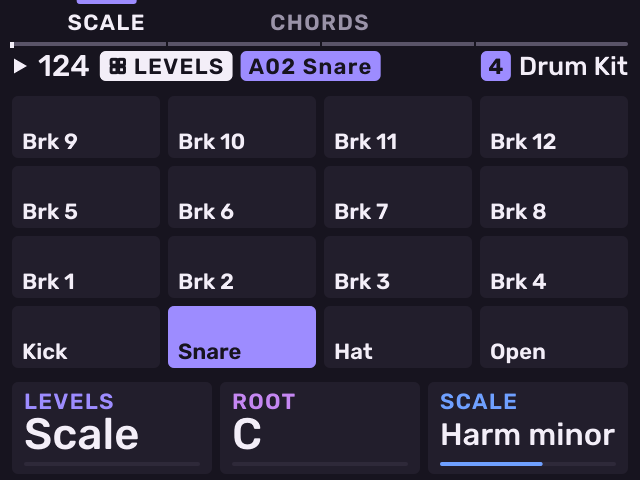 SCALE CHORDS
124 LEVELS A02 Snare 4 Drum Kit
Brk 9 Brk 10 Brk 11 Brk 12
Brk 5 Brk 6 Brk 7 Brk 8
Brk 1 Brk 2 Brk 3 Brk 4
Kick Snare Hat Open
LEVELS ROOT SCALE
Scale C Harm minor